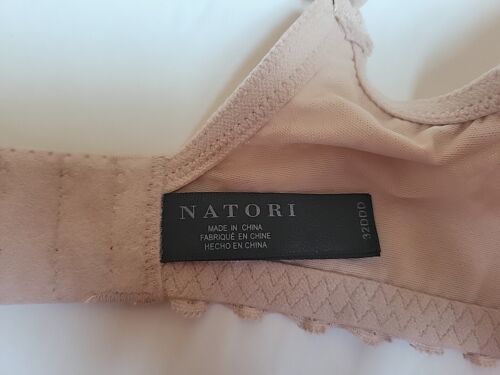 NATORI
MADE IN CHINA
FABRIQUÉ EN CHINE
HECHO EN CHINA
32DDD